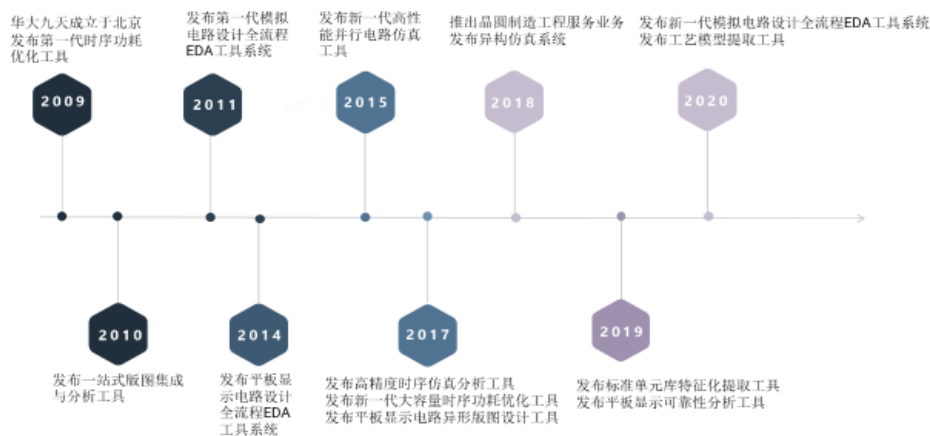 华大九天成立于北京
发布第一代时序功耗
优化工具
2009
发布一站式版图集成
与分析工具
2010
发布第一代模拟
电路设计全流程
EDA工具系统
2011
发布平板显
示电路设计
全流程EDA
工具系统
2014
发布新一代高性
能并行电路仿真
工具
2015
发布高精度时序仿真分析工具
发布新一代大容量时序功耗优化工具
发布平板显示电路异形版图设计工具
2017
推出晶圆制造工程服务业务
发布异构仿真系统
2018
发布标准单元库特征化提取工具
发布平板显示可靠性分析工具
2019
发布新一代模拟电路设计全流程EDA工具系统
发布工艺模型提取工具
2020